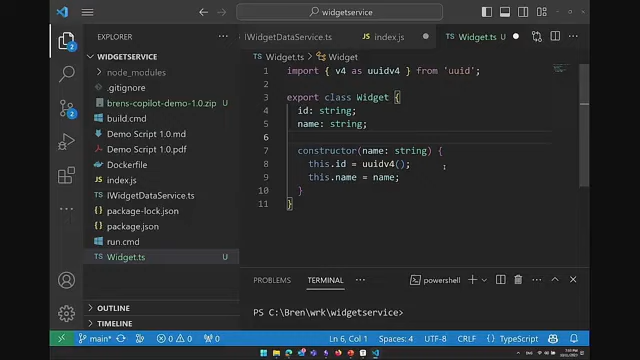 widgetservice
EXPLORER
WIDGETSERVICE
node_modules
.gitignore
brens-copilot-demo-1.0.zip U
build.cmd
Demo Script 1.0.md
Demo Script 1.0.pdf
Dockerfile
index.js
IWidgetDataService.ts
package-lock.json
package.json
run.cmd
Widget.ts U
OUTLINE
TIMELINE
2
2
IWidgetDataService.ts
index.js
Widget.ts U
Widget.ts > Widget
1 import { v4 as uuidv4 } from 'uuid';
2
3 export class Widget {
4 id: string;
5 name: string;
6
7 constructor(name: string) {
8 this.id = uuidv4();
9 this.name = name;
10 }
11 }
PROBLEMS TERMINAL powershell
PS C:\Bren\wrk\widgetservice>
main* 0 0 0 Ln 6, Col 1 Spaces: 4 UTF-8 CRLF {} TypeScript